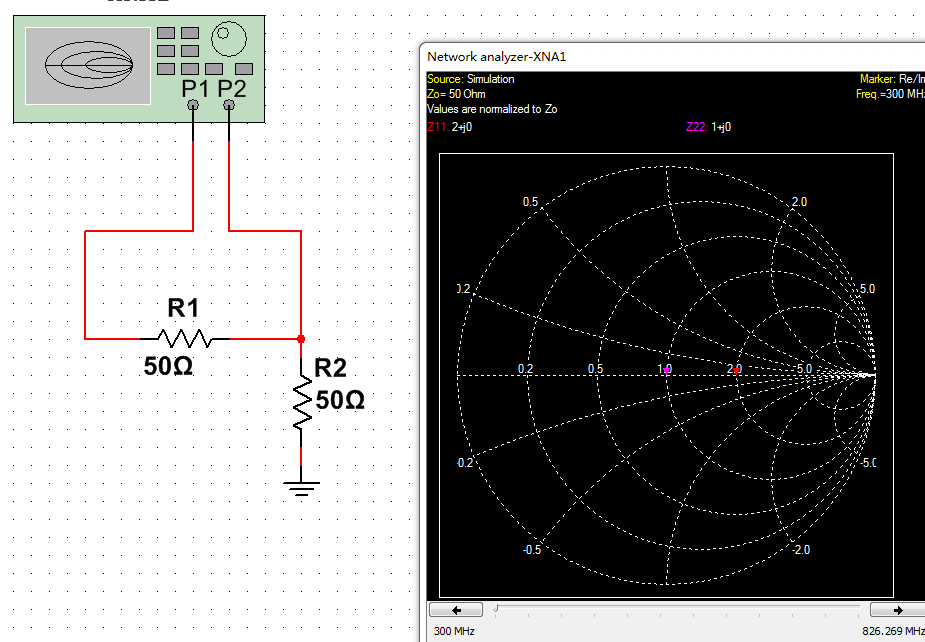 P1 P2
R1
50Ω
R2
50Ω
Network analyzer-XNA1
Source: Simulation
Marker: Re/I
Zo= 50 Ohm
Freq.=300 MH
Values are normalized to Zo
Z11: 2+j0
Z22: 1+j0
0.5
2.0
0.2
5.0
0.2 0.5 1.0 2.0 5.0
-0.2
-5.0
-0.5
-2.0
300 MHz
826.269 MHz